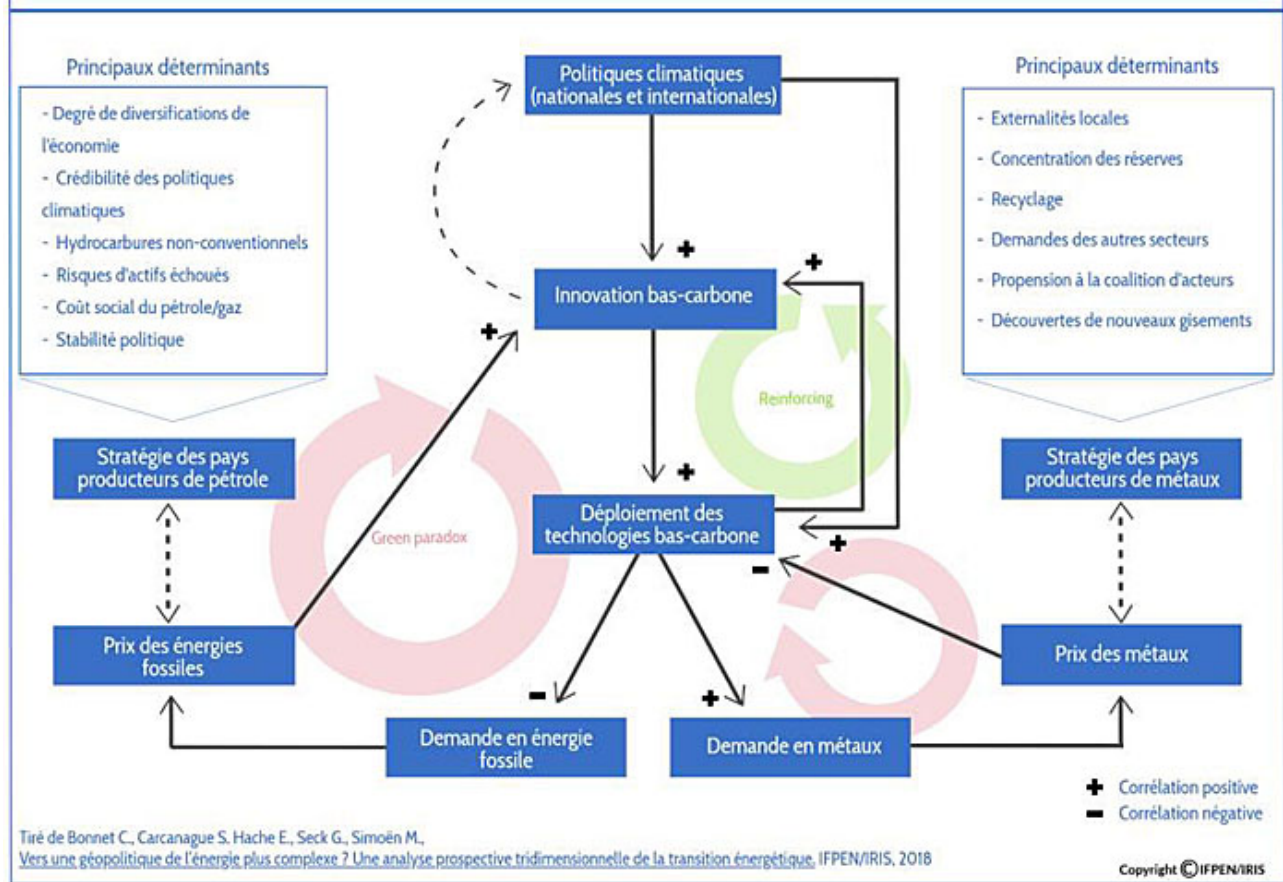 Principaux déterminants
- Degré de diversifications de
l'économie
- Crédibilité des politiques
climatiques
- Hydrocarbures non-conventionnels
- Risques d'actifs échoués
- Coût social du pétrole/gaz
- Stabilité politique
Politiques climatiques
(nationales et internationales)
Principaux déterminants
- Externalités locales
- Concentration des réserves
- Recyclage
- Demandes des autres secteurs
- Propension à la coalition d'acteurs
- Découvertes de nouveaux gisements
+
+
Innovation bas-carbone
+
Reinforcing
Stratégie des pays
producteurs de pétrole
+
Stratégie des pays
producteurs de métaux
Green paradox
Déploiement des
technologies bas-carbone
+
-
Prix des énergies
fossiles
Prix des métaux
-
+
Demande en énergie
fossile
Demande en métaux
+ Corrélation positive
- Corrélation négative
Tiré de Bonnet C., Carcanague S. Hache E., Seck G., Simoën M.,
Vers une géopolitique de l'énergie plus complexe ? Une analyse prospective tridimensionnelle de la transition énergétique. IFPEN/IRIS, 2018
Copyright ©IFPEN/IRIS